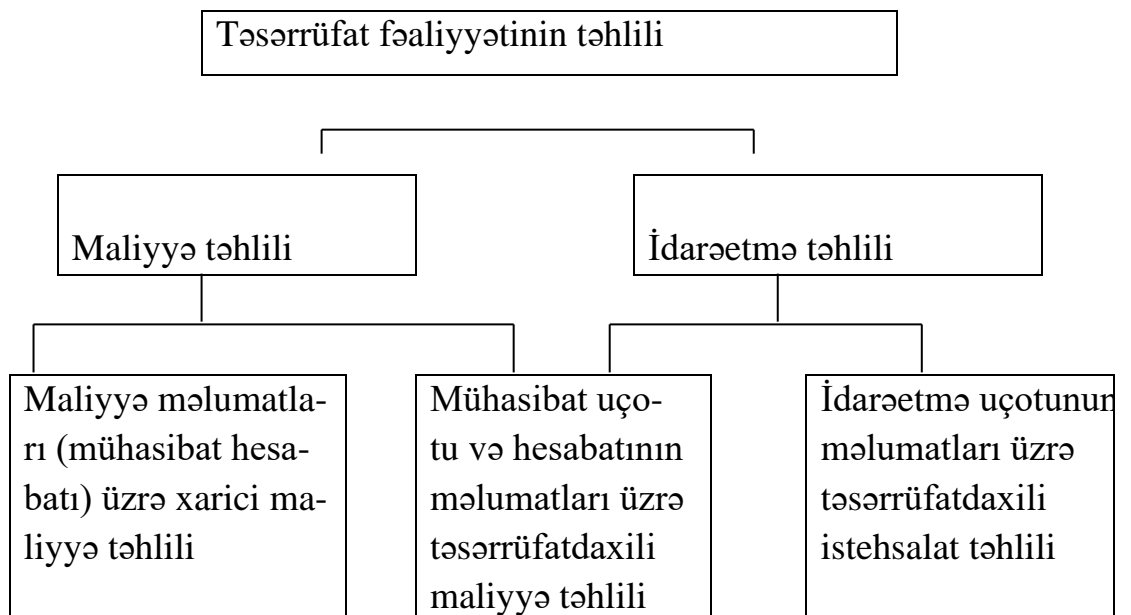 Təsərrüfat fəaliyyətinin təhlili
Maliyyə təhlili
İdarəetmə təhlili
Maliyyə məlumatla-
rı (mühasibat hesa-
batı) üzrə xarici ma-
liyyə təhlili
Mühasibat uço-
tu və hesabatının
məlumatları üzrə
təsərrüfatdaxili
maliyyə təhlili
İdarəetmə uçotunun
məlumatları üzrə
təsərrüfatdaxili
istehsalat təhlili